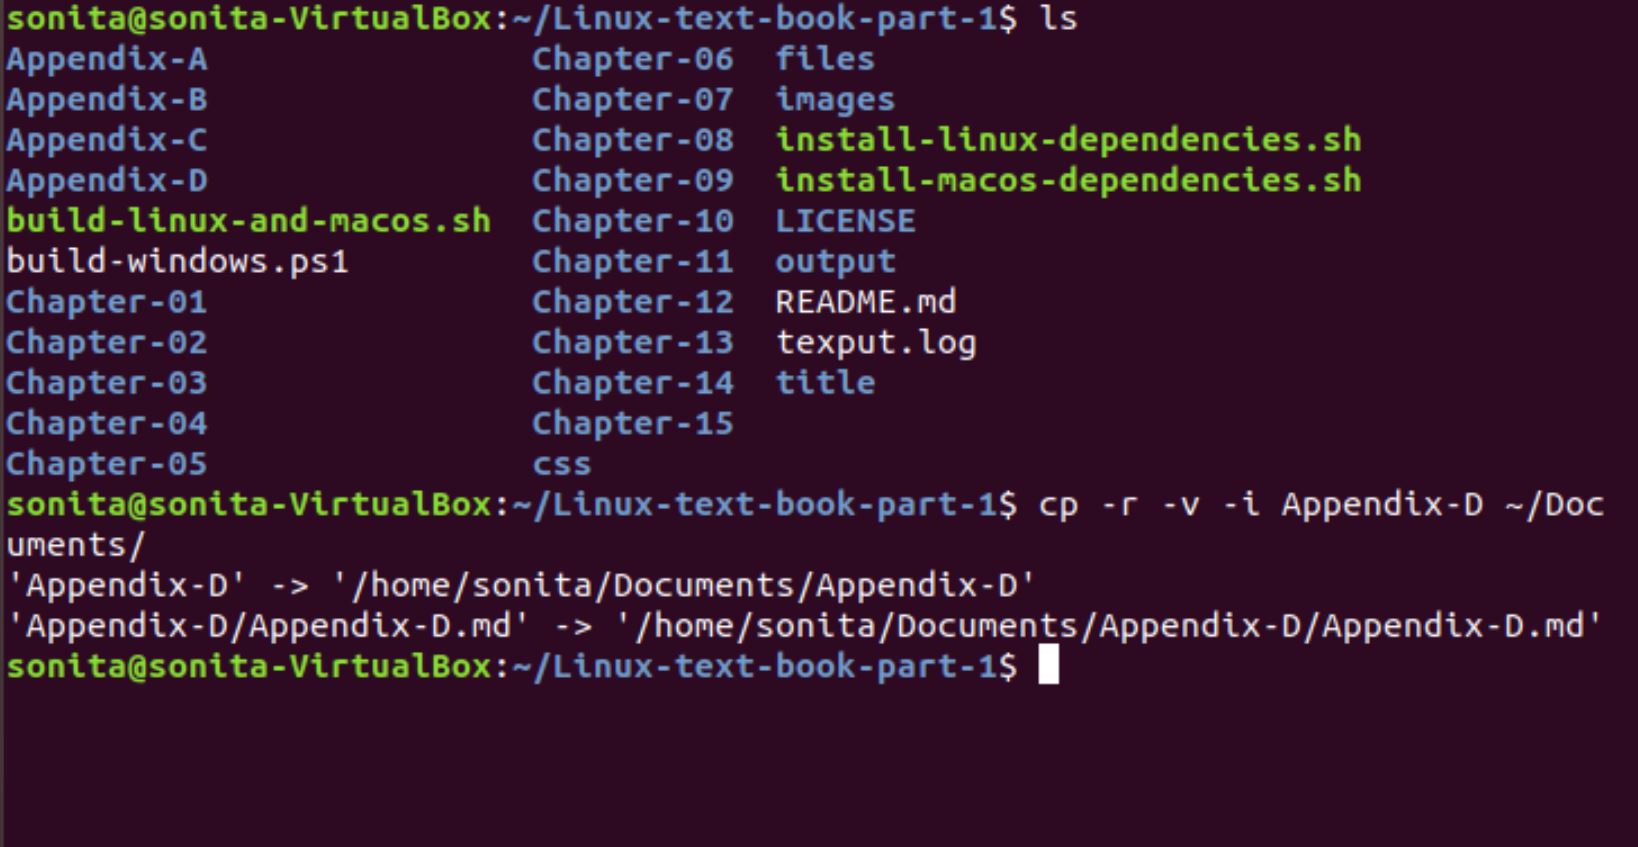 sonita@sonita-VirtualBox:~/Linux-text-book-part-1$ ls
Appendix-A Chapter-06 files
Appendix-B Chapter-07 images
Appendix-C Chapter-08 install-linux-dependencies.sh
Appendix-D Chapter-09 install-macos-dependencies.sh
build-linux-and-macos.sh Chapter-10 LICENSE
build-windows.ps1 Chapter-11 output
Chapter-01 Chapter-12 README.md
Chapter-02 Chapter-13 texput.log
Chapter-03 Chapter-14 title
Chapter-04 Chapter-15
Chapter-05 css
sonita@sonita-VirtualBox:~/Linux-text-book-part-1$ cp -r -v -i Appendix-D ~/Doc
uments/
'Appendix-D' -> '/home/sonita/Documents/Appendix-D'
'Appendix-D/Appendix-D.md' -> '/home/sonita/Documents/Appendix-D/Appendix-D.md'
sonita@sonita-VirtualBox:~/Linux-text-book-part-1$